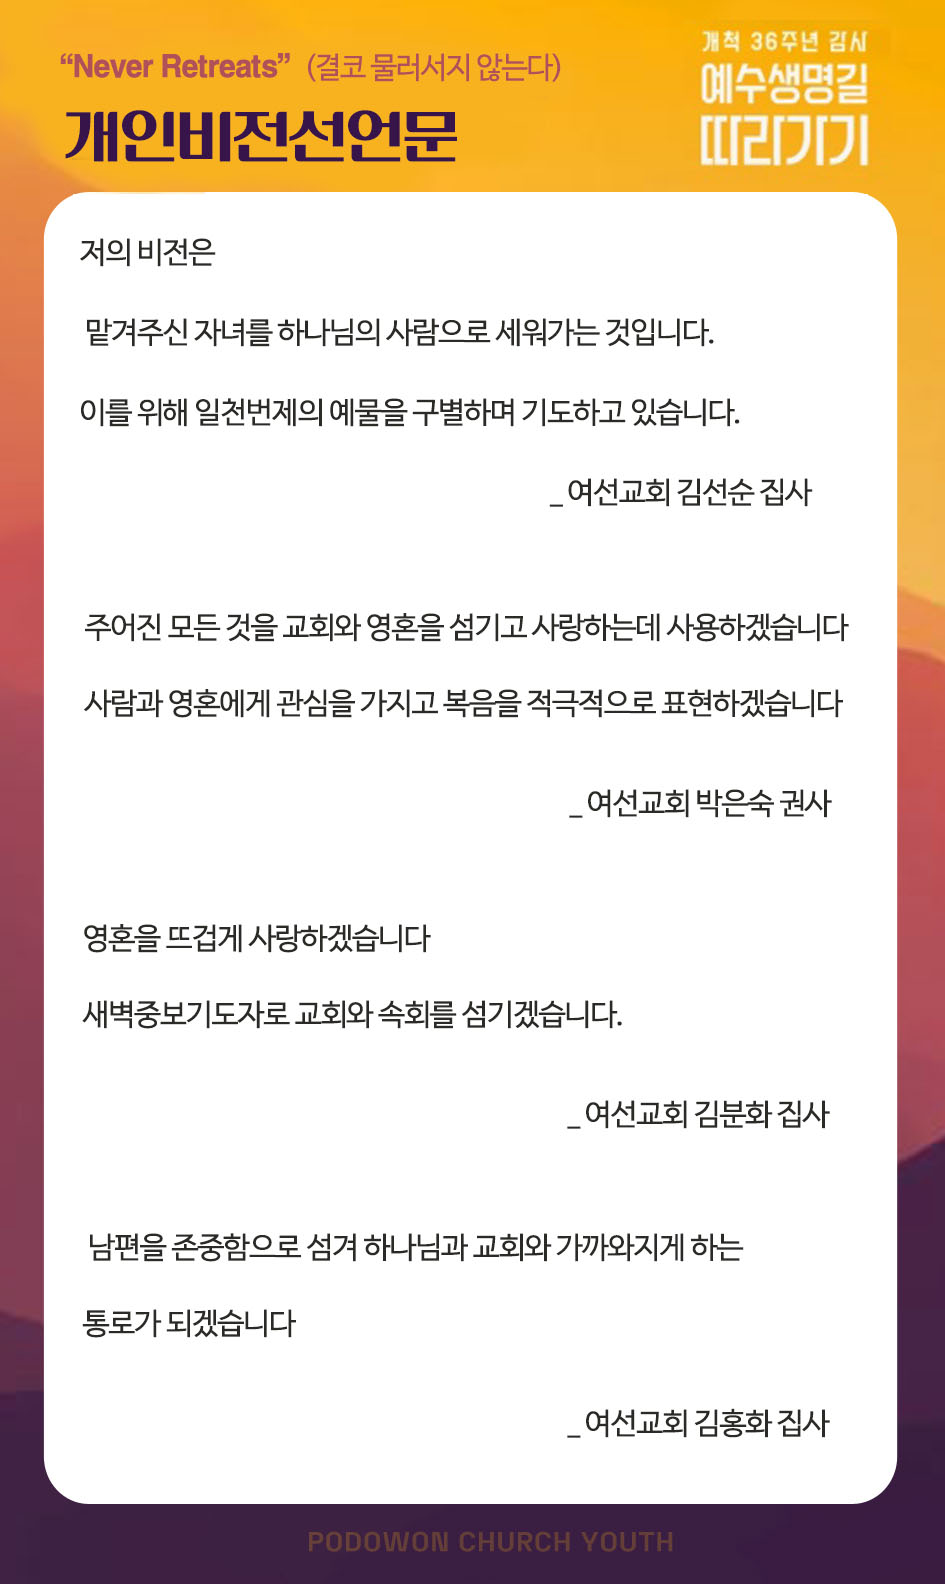 “Never Retreats” (결코 물러서지 않는다)
개인비전선언문
개척 36주년 감사
예수생명길
따라가기
저의 비전은
맡겨주신 자녀를 하나님의 사람으로 세워가는 것입니다.
이를 위해 일천번제의 예물을 구별하며 기도하고 있습니다.
_ 여선교회 김선순 집사
주어진 모든 것을 교회와 영혼을 섬기고 사랑하는데 사용하겠습니다
사람과 영혼에게 관심을 가지고 복음을 적극적으로 표현하겠습니다
_ 여선교회 박은숙 권사
영혼을 뜨겁게 사랑하겠습니다
새벽중보기도자로 교회와 속회를 섬기겠습니다.
_ 여선교회 김분화 집사
남편을 존중함으로 섬겨 하나님과 교회와 가까와지게 하는
통로가 되겠습니다
_ 여선교회 김홍화 집사
PODOWON CHURCH YOUTH